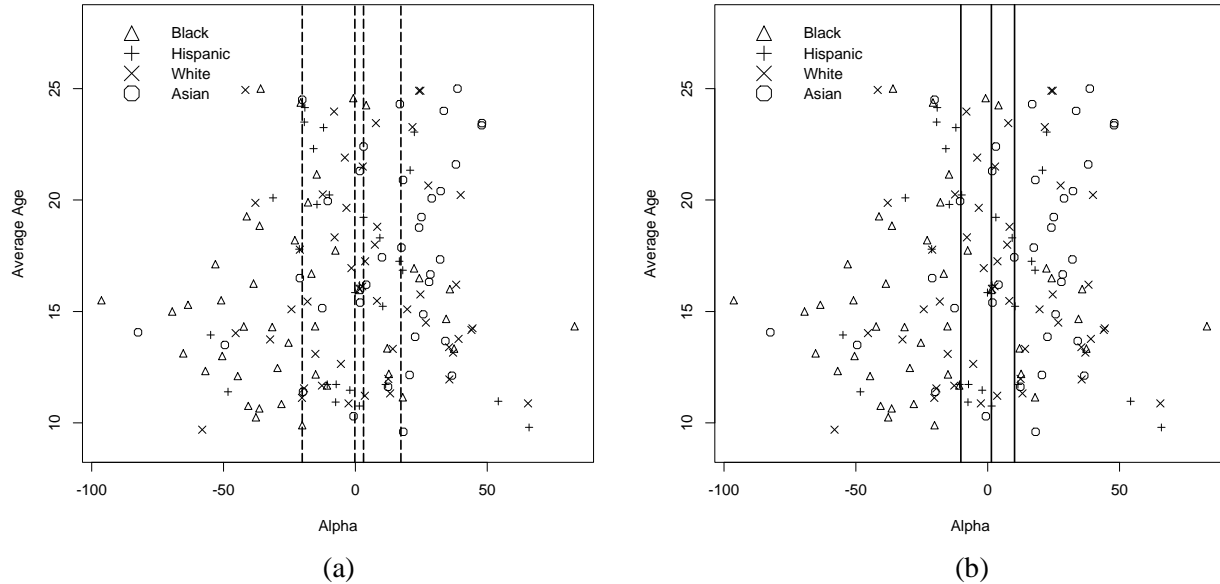 Black
Hispanic
White
Asian
25
20
15
10
Average Age
-100
-50
0
50
Alpha
(a)
Black
Hispanic
White
Asian
25
20
15
10
Average Age
-100
-50
0
50
Alpha
(b)